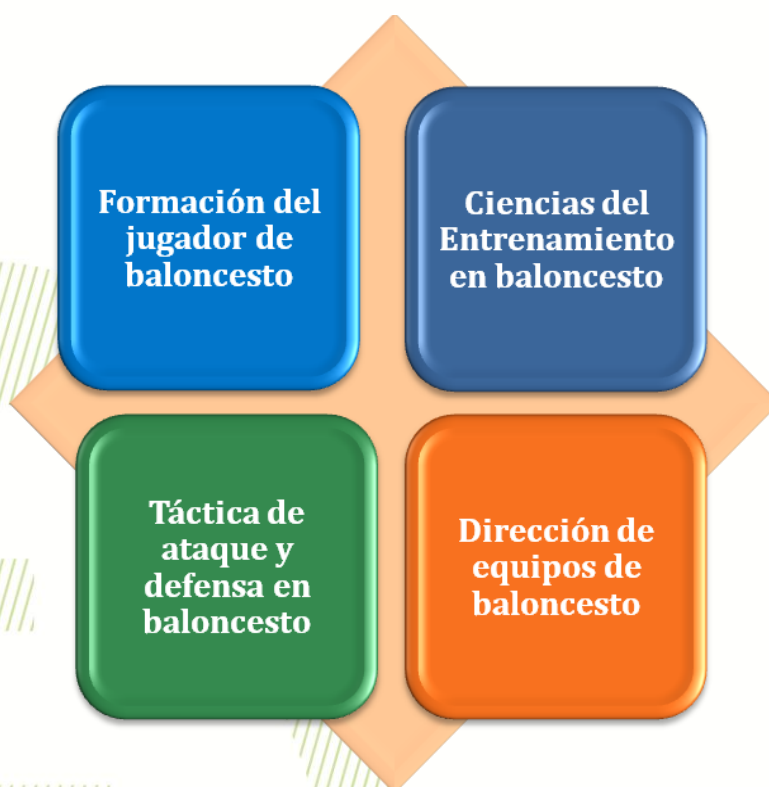 Formación del
jugador de
baloncesto
Ciencias del
Entrenamiento
en baloncesto
Táctica de
ataque y
defensa en
baloncesto
Dirección de
equipos de
baloncesto